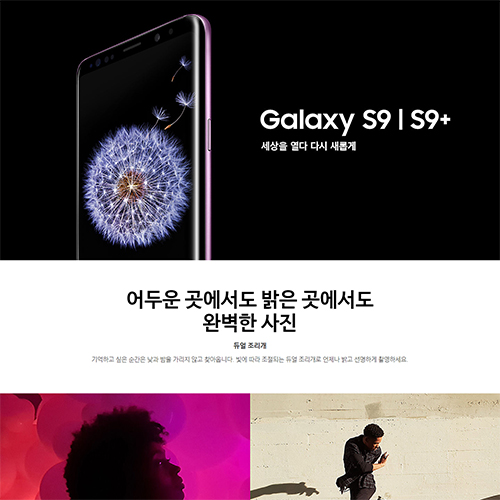 Galaxy S9 | S9+
세상을 열다 다시 새롭게
어두운 곳에서도 밝은 곳에서도
완벽한 사진
듀얼 조리개
기억하고 싶은 순간은 낮과 밤을 가리지 않고 찾아옵니다. 빛에 따라 조절되는 듀얼 조리개로 언제나 밝고 선명하게 촬영하세요.